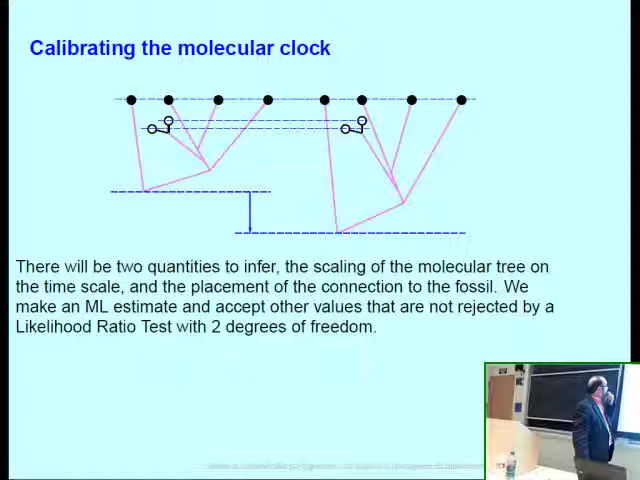 Calibrating the molecular clock
There will be two quantities to infer, the scaling of the molecular tree on
the time scale, and the placement of the connection to the fossil. We
make an ML estimate and accept other values that are not rejected by a
Likelihood Ratio Test with 2 degrees of freedom.